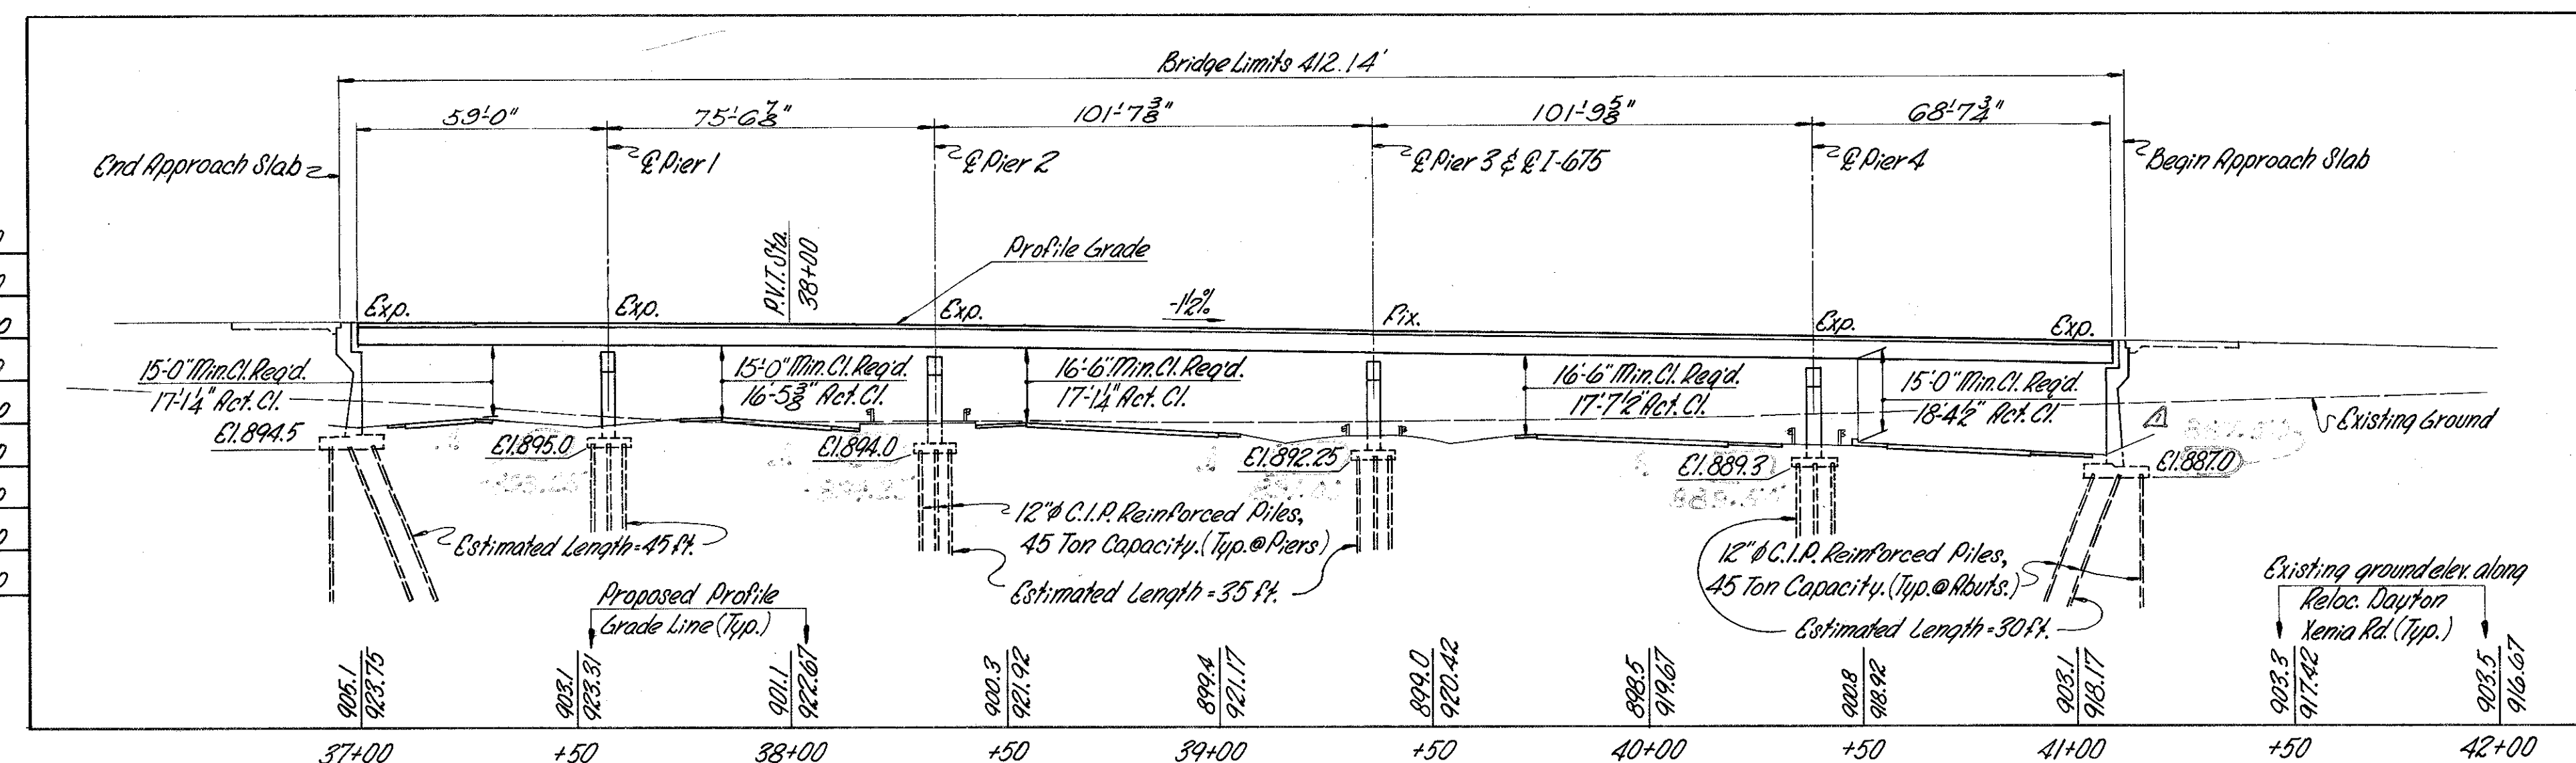 Bridge Limits 412.14'
59'-0"
75'-6 7/8"
101'-7 3/8"
101'-9 5/8"
68'-7 3/4"
End Approach Slab
℄ Pier 1
℄ Pier 2
℄ Pier 3 & ℄ I-675
℄ Pier 4
Begin Approach Slab
P.V.T. Sta.
38+00
Profile Grade
Exp.
Exp.
Exp.
-1½%
Fix.
Exp.
Exp.
15'-0" Min. Cl. Req'd.
17'-1¼" Act. Cl.
15'-0" Min. Cl. Req'd.
16'-5 3/8" Act. Cl.
16'-6" Min. Cl. Req'd.
17'-1¼" Act. Cl.
16'-6" Min. Cl. Req'd.
17'-7½" Act. Cl.
15'-0" Min. Cl. Req'd.
18'-4½" Act. Cl.
Existing Ground
El. 894.5
El. 895.0
El. 894.0
El. 892.25
El. 889.3
El. 887.0
Estimated Length = 45 ft.
12" ϕ C.I.P. Reinforced Piles,
45 Ton Capacity. (Typ. @ Piers)
Estimated Length = 35 ft.
12" ϕ C.I.P. Reinforced Piles,
45 Ton Capacity. (Typ. @ Abuts.)
Estimated Length = 30 ft.
Proposed Profile
Grade Line (Typ.)
Existing ground elev. along
Reloc. Dayton
Xenia Rd. (Typ.)
905.1
923.75
903.1
923.31
901.1
922.67
900.3
921.92
899.4
921.17
899.0
920.42
898.5
919.67
900.8
918.92
903.1
918.17
903.3
917.42
903.5
916.67
37+00
+50
38+00
+50
39+00
+50
40+00
+50
41+00
+50
42+00